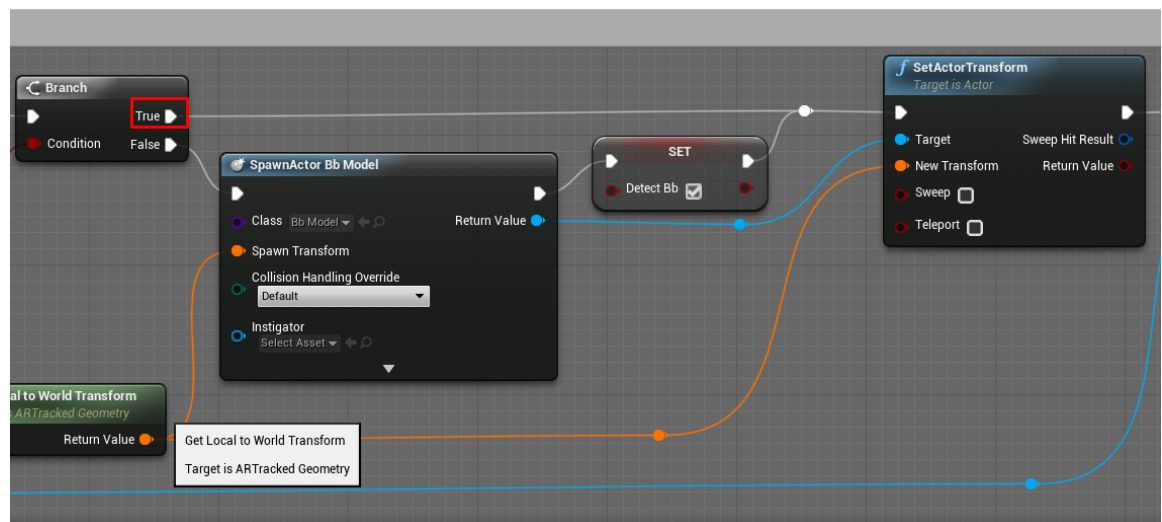 Branch
True
Condition
False
SpawnActor Bb Model
Class
Bb Model
Return Value
Spawn Transform
Collision Handling Override
Default
Instigator
Select Asset
SET
Detect Bb
SetActorTransform
Target is Actor
Target
Sweep Hit Result
New Transform
Return Value
Sweep
Teleport
al to World Transform
ARTracked Geometry
Return Value
Get Local to World Transform
Target is ARTracked Geometry